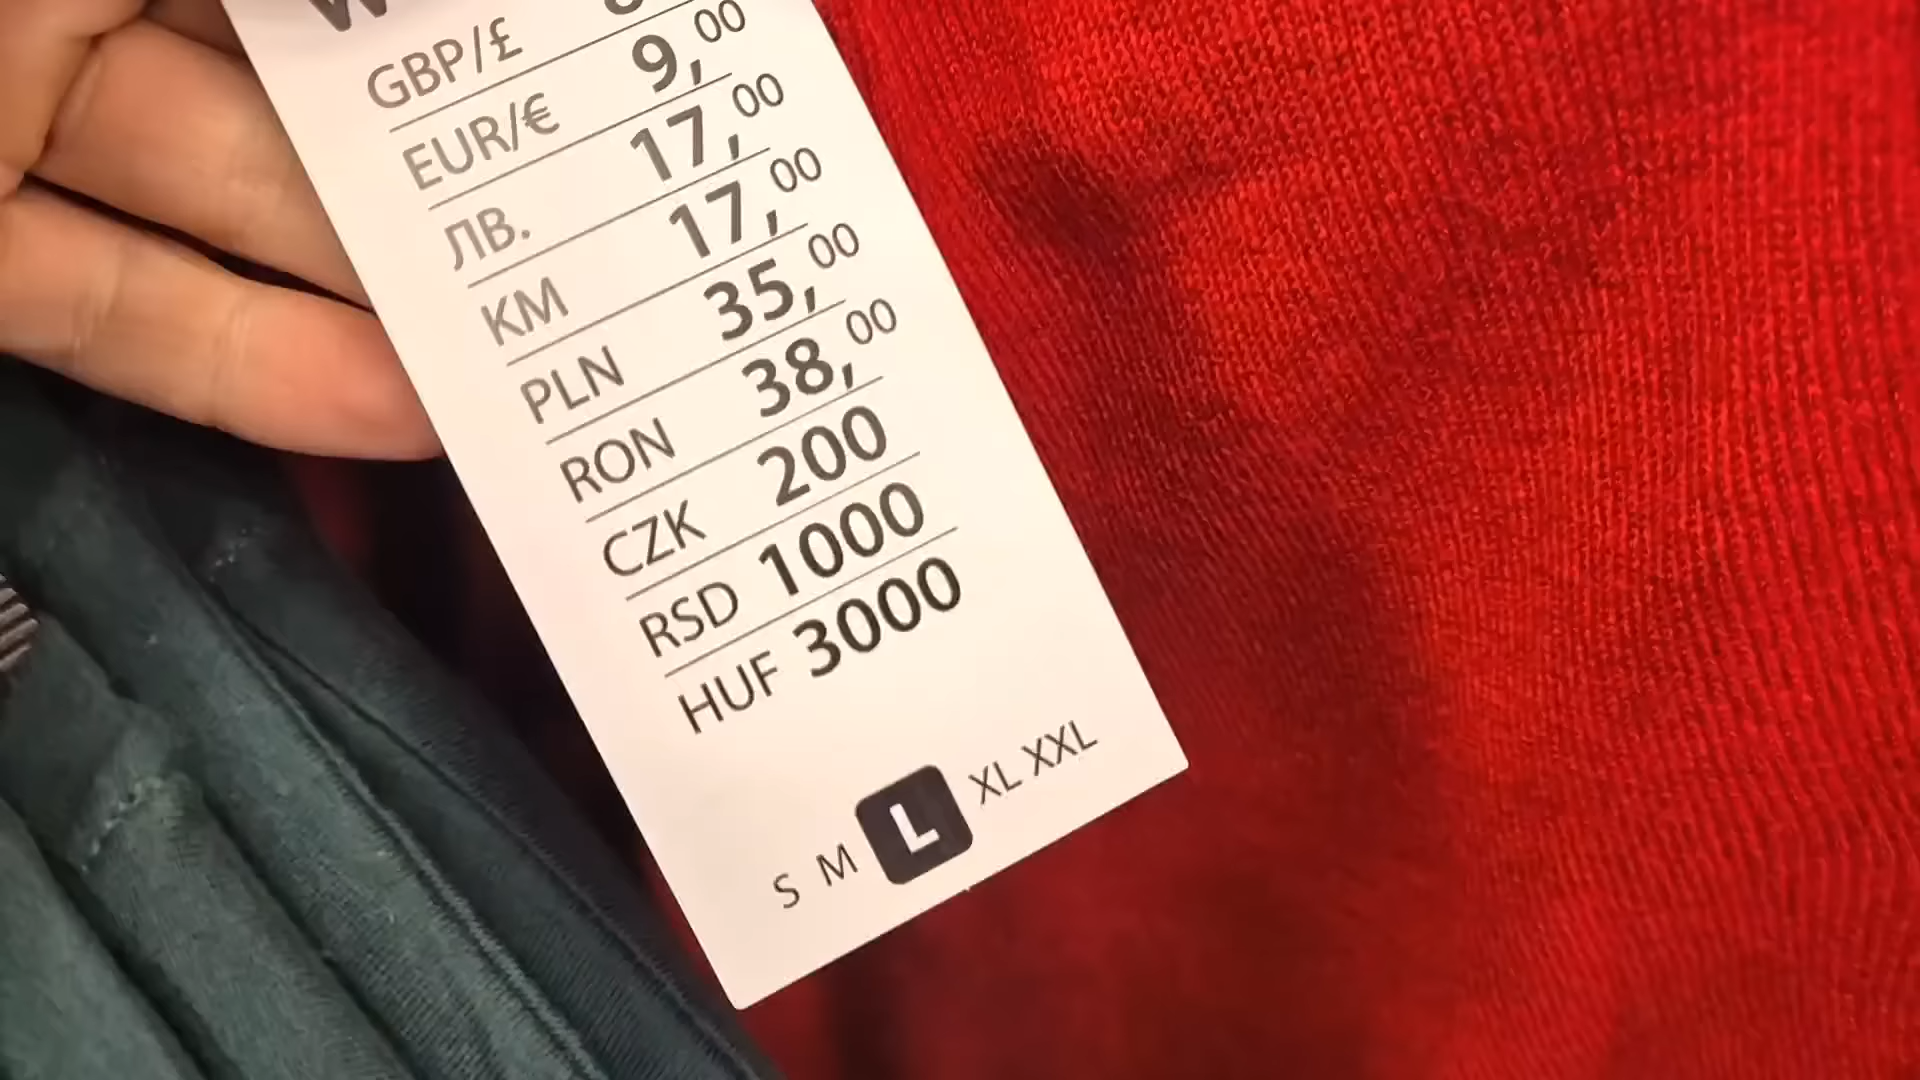 GBP/£
EUR/€ 9,00
ЛВ. 17,00
KM 17,00
PLN 35,00
RON 38,00
CZK 200
RSD 1000
HUF 3000
S M L XL XXL